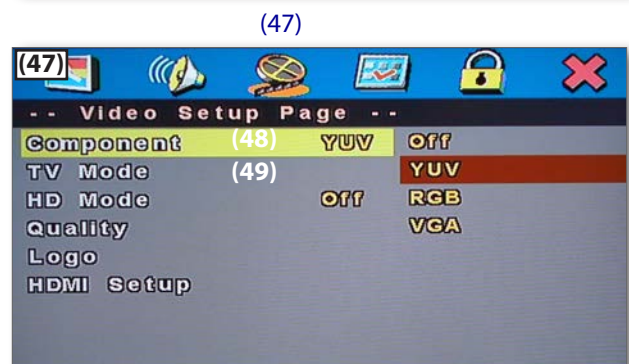 (47)
(47)
-- Video Setup Page --
Component (48) YUV Off
TV Mode (49) YUV
HD Mode Off RGB
Quality VGA
Logo
HDMI Setup